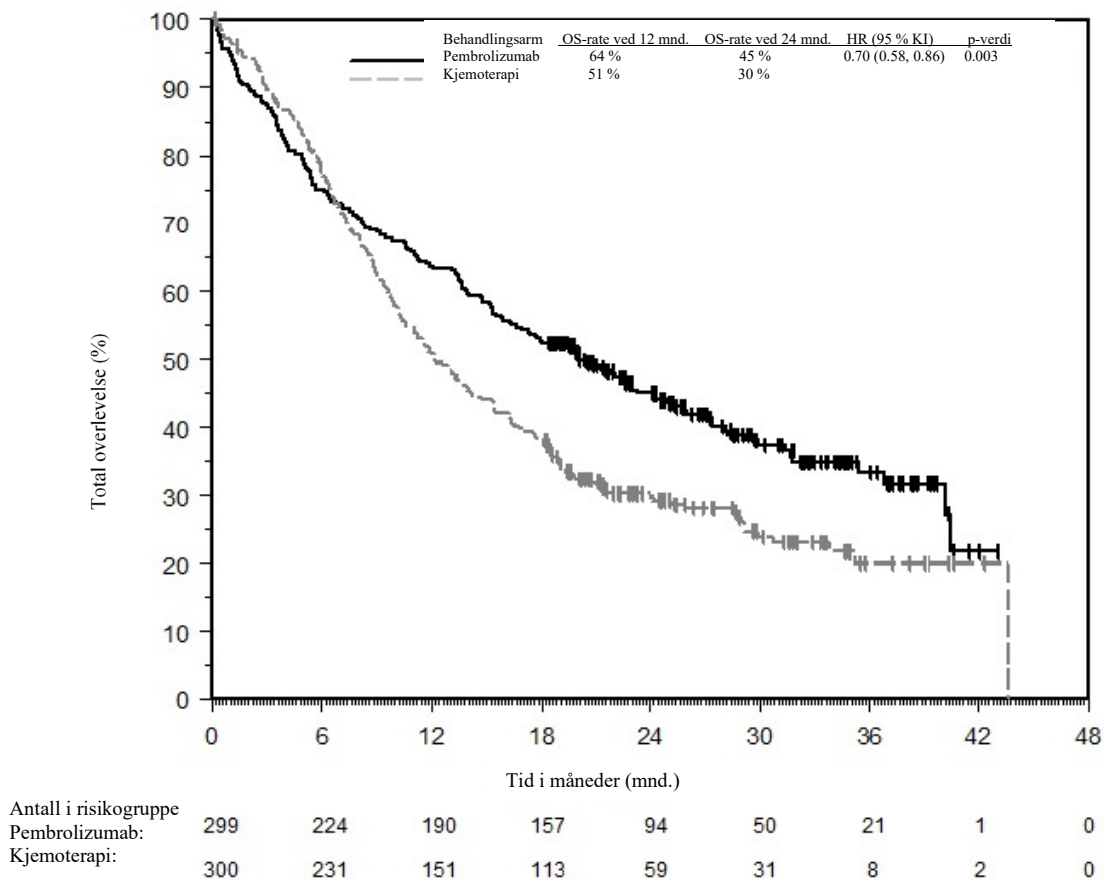 Behandlingsarm OS-rate ved 12 mnd. OS-rate ved 24 mnd. HR (95 % KI) p-verdi
Pembrolizumab 64 % 45 % 0.70 (0.58, 0.86) 0.003
Kjemoterapi 51 % 30 %
Total overlevelse (%)
100
90
80
70
60
50
40
30
20
10
0
0 6 12 18 24 30 36 42 48
Tid i måneder (mnd.)
Antall i risikogruppe
Pembrolizumab: 299 224 190 157 94 50 21 1 0
Kjemoterapi: 300 231 151 113 59 31 8 2 0